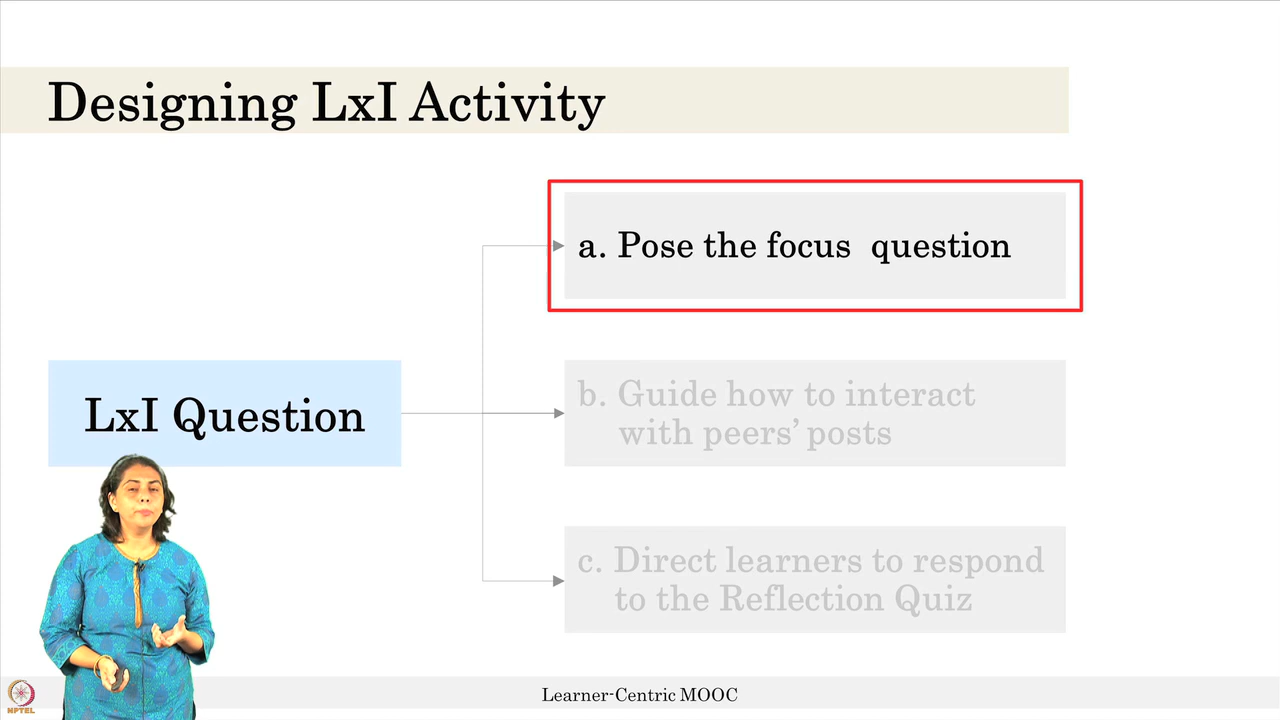 Designing LxI Activity
a. Pose the focus question
LxI Question
b. Guide how to interact
with peers’ posts
c. Direct learners to respond
to the Reflection Quiz
Learner-Centric MOOC
NPTEL